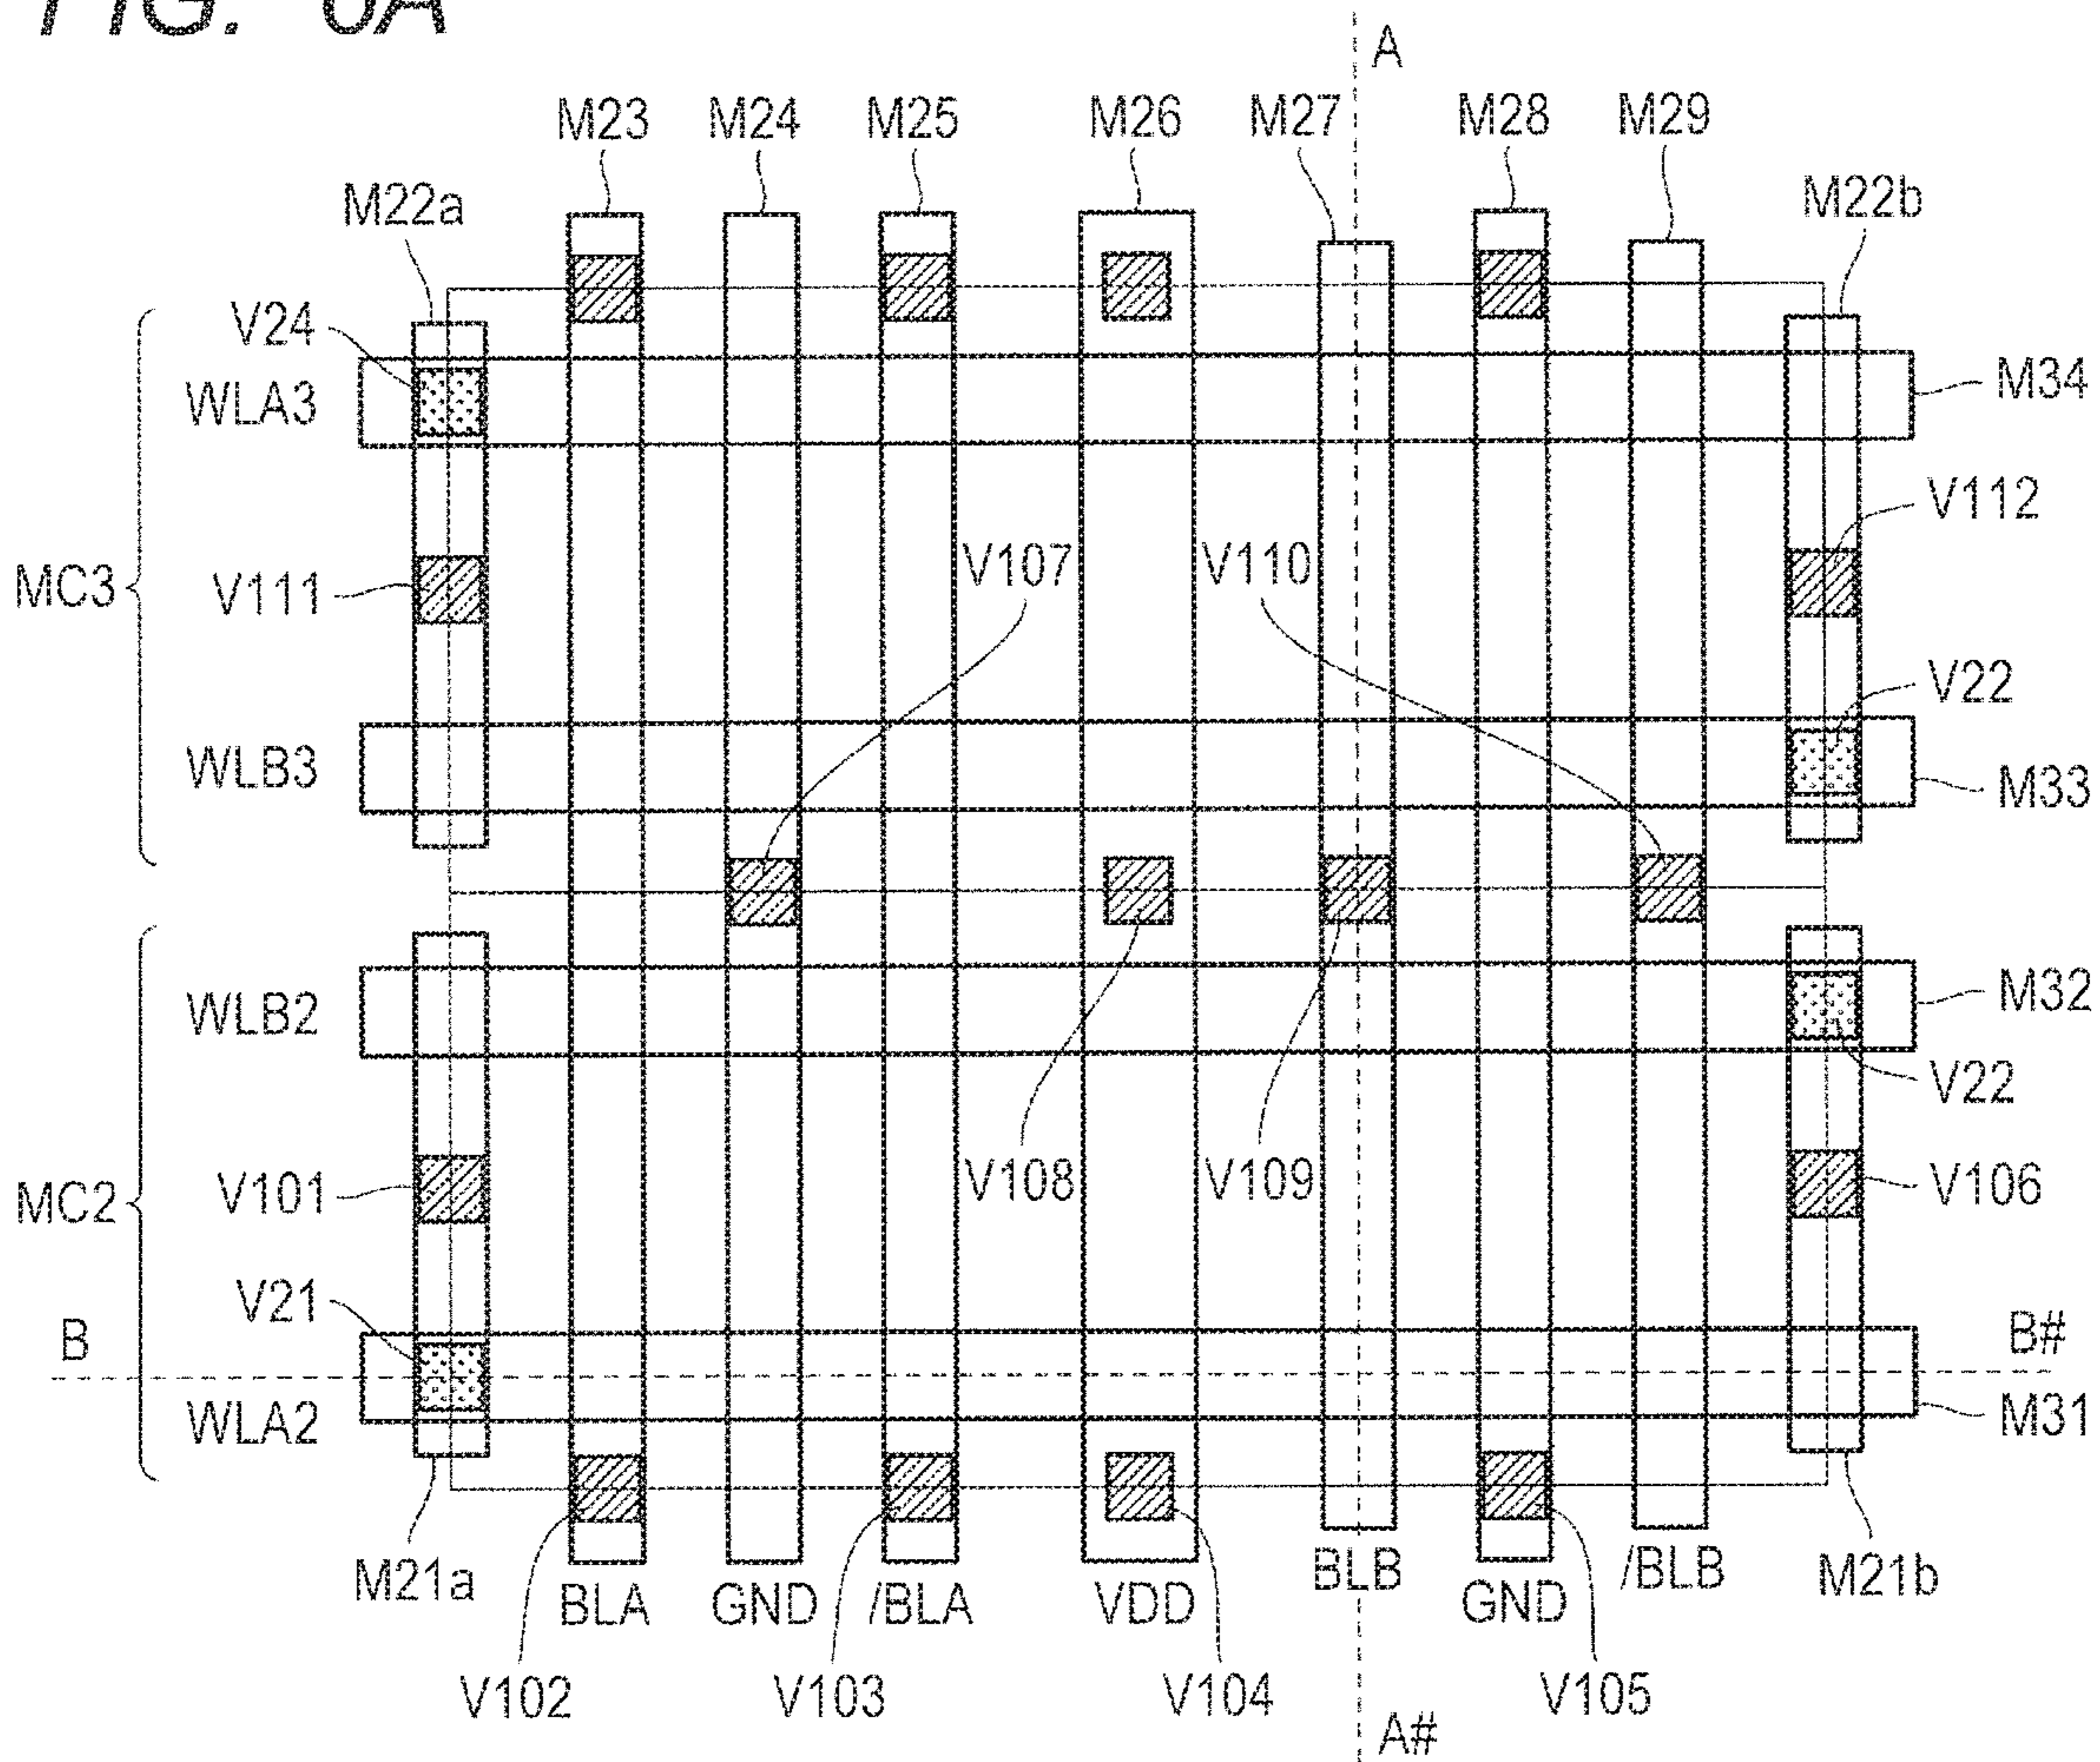 FIG. 6A
A
M23 M24 M25 M26 M27 M28 M29
M22a M22b
V24
WLA3 M34
V112
V107 V110
MC3 V111
V22
WLB3 M33
WLB2 M32
V22
V108 V109
MC2 V101 V106
V21
B B#
WLA2 M31
M21a BLA GND /BLA VDD BLB GND /BLB M21b
V102 V103 V104 V105
A#